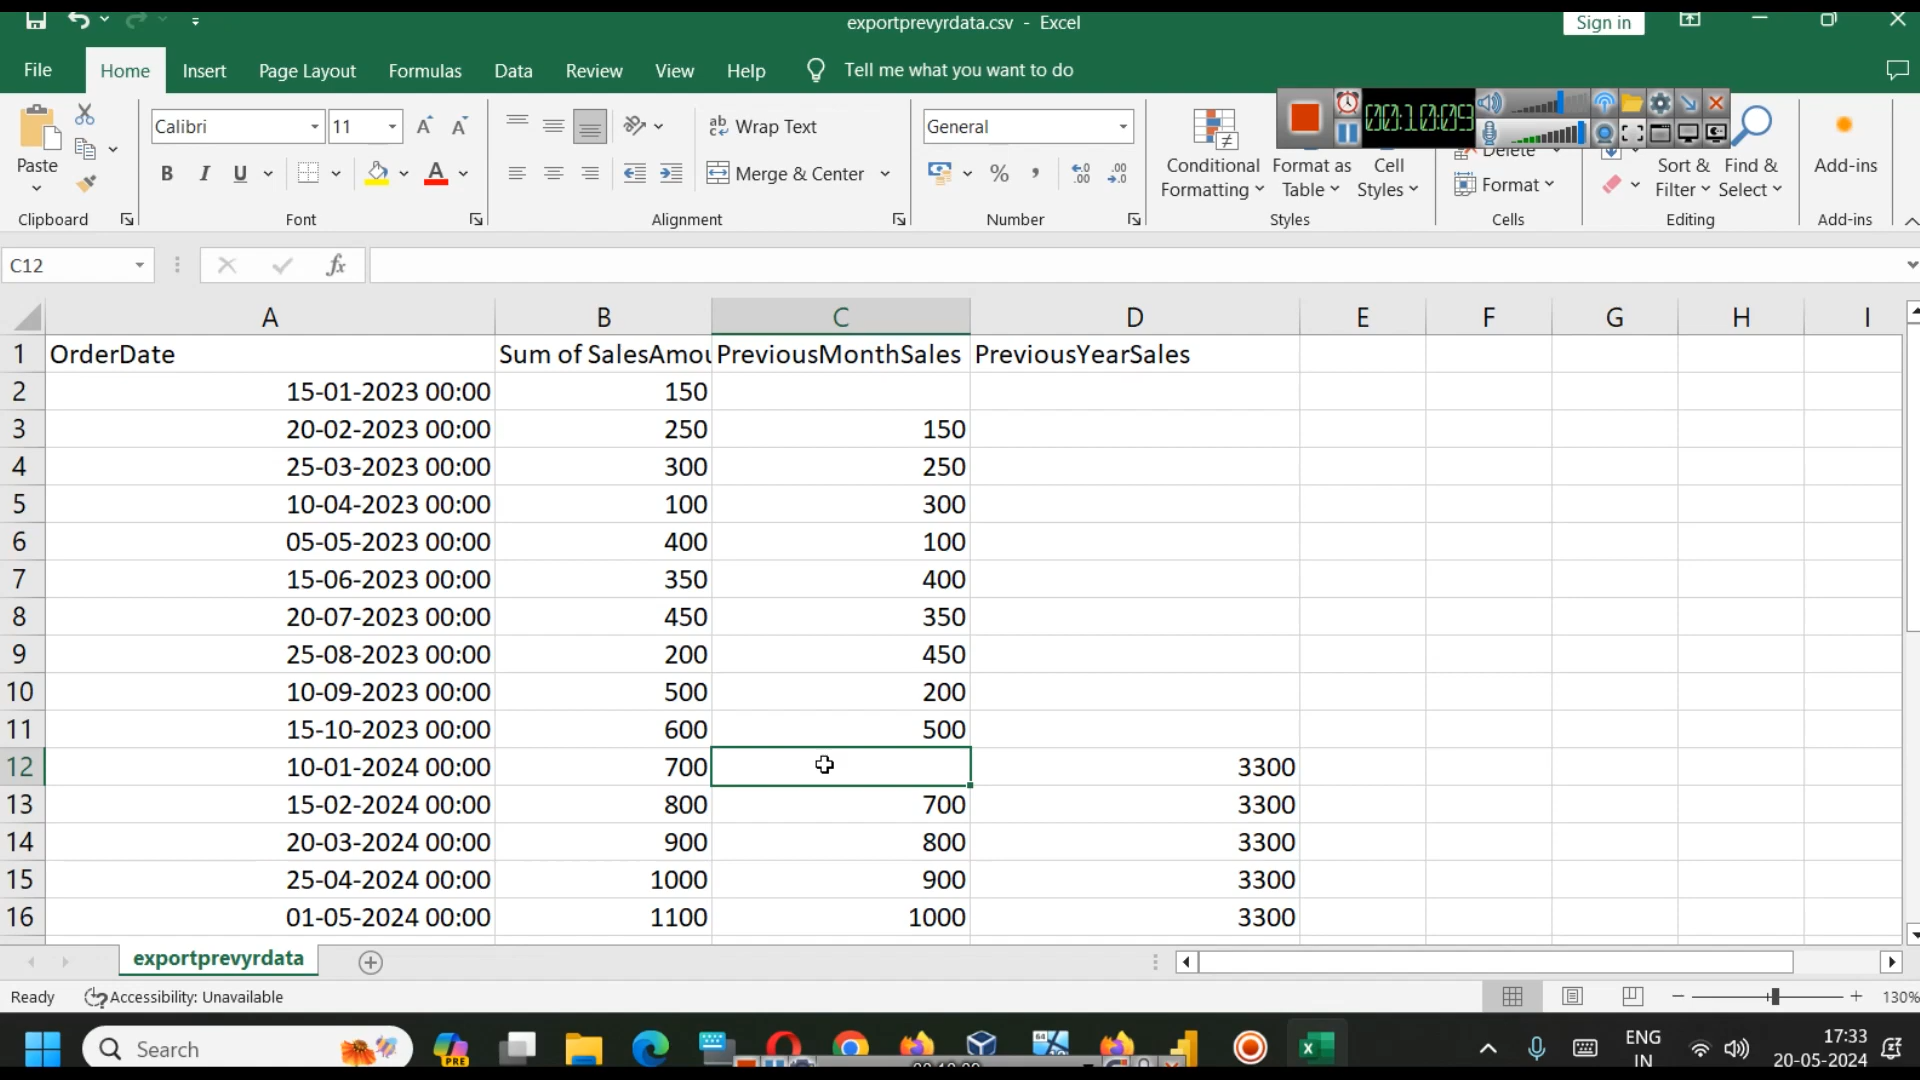 exportprevyrdata.csv - Excel
Sign in
File Home Insert Page Layout Formulas Data Review View Help Tell me what you want to do
00:10:09
Paste
Calibri 11
Wrap Text
General
Delete
B I U
Merge & Center
% ,
Conditional Formatting
Format as Table
Cell Styles
Format
Sort & Filter
Find & Select
Add-ins
Clipboard Font Alignment Number Styles Cells Editing Add-ins
C12 fx
A B C D E F G H I
1 OrderDate Sum of SalesAmou PreviousMonthSales PreviousYearSales
2 15-01-2023 00:00 150
3 20-02-2023 00:00 250 150
4 25-03-2023 00:00 300 250
5 10-04-2023 00:00 100 300
6 05-05-2023 00:00 400 100
7 15-06-2023 00:00 350 400
8 20-07-2023 00:00 450 350
9 25-08-2023 00:00 200 450
10 10-09-2023 00:00 500 200
11 15-10-2023 00:00 600 500
12 10-01-2024 00:00 700 3300
13 15-02-2024 00:00 800 700 3300
14 20-03-2024 00:00 900 800 3300
15 25-04-2024 00:00 1000 900 3300
16 01-05-2024 00:00 1100 1000 3300
exportprevyrdata
Ready Accessibility: Unavailable 130%
Search
PRE
ENG
IN
17:33
20-05-2024